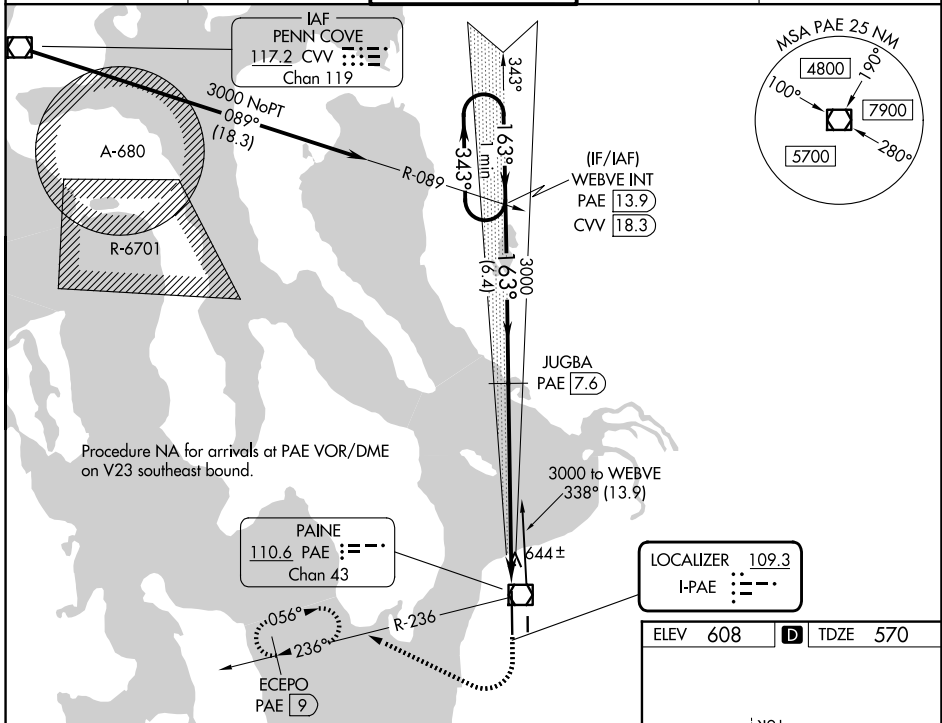 IAF
PENN COVE
117.2 CVV
Chan 119
3000 NoPT
089°
(18.3)
A-680
R-6701
R-089
343°
163°
1 min
343°
(IF/IAF)
WEBVE INT
PAE 13.9
CVV 18.3
3000
163°
(6.4)
MSA PAE 25 NM
4800
190°
100°
7900
5700
280°
JUGBA
PAE 7.6
Procedure NA for arrivals at PAE VOR/DME
on V23 southeast bound.
3000 to WEBVE
338° (13.9)
PAINE
110.6 PAE
Chan 43
644±
LOCALIZER 109.3
I-PAE
056°
236°
R-236
ECEPO
PAE 9
ELEV 608 D TDZE 570